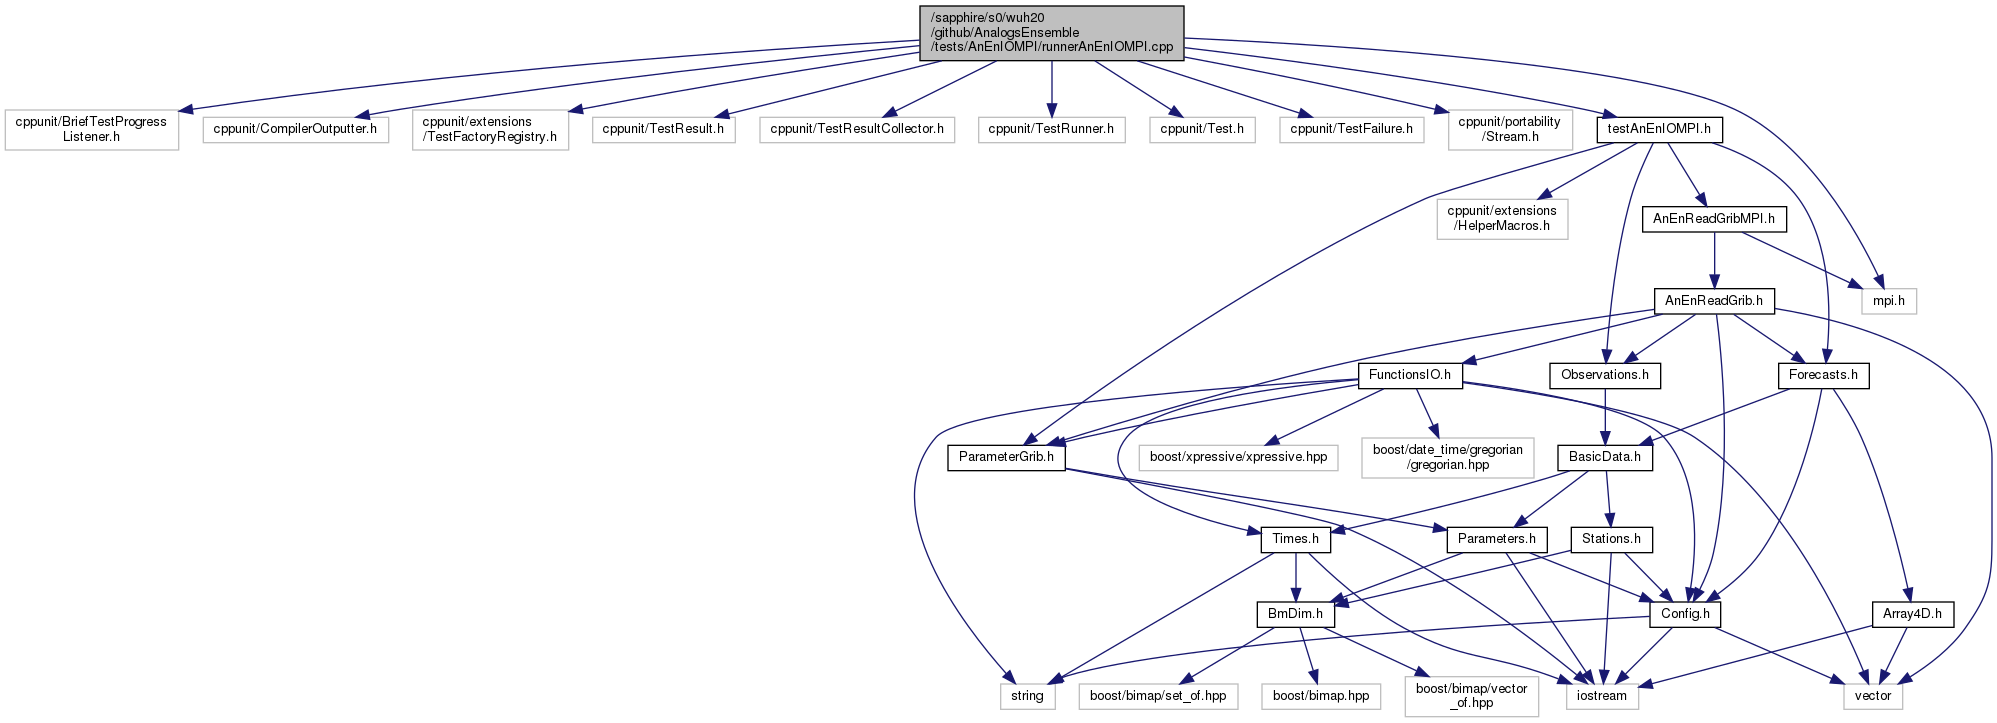 /sapphire/s0/wuh20
/github/AnalogsEnsemble
/tests/AnEnIOMPI/runnerAnEnIOMPI.cpp
cppunit/BriefTestProgress
Listener.h
cppunit/CompilerOutputter.h
cppunit/extensions
/TestFactoryRegistry.h
cppunit/TestResult.h
cppunit/TestResultCollector.h
cppunit/TestRunner.h
cppunit/Test.h
cppunit/TestFailure.h
cppunit/portability
/Stream.h
testAnEnIOMPI.h
cppunit/extensions
/HelperMacros.h
AnEnReadGribMPI.h
AnEnReadGrib.h
mpi.h
FunctionsIO.h
Observations.h
Forecasts.h
ParameterGrib.h
boost/xpressive/xpressive.hpp
boost/date_time/gregorian
/gregorian.hpp
BasicData.h
Times.h
Parameters.h
Stations.h
BmDim.h
Config.h
Array4D.h
string
boost/bimap/set_of.hpp
boost/bimap.hpp
boost/bimap/vector
_of.hpp
iostream
vector